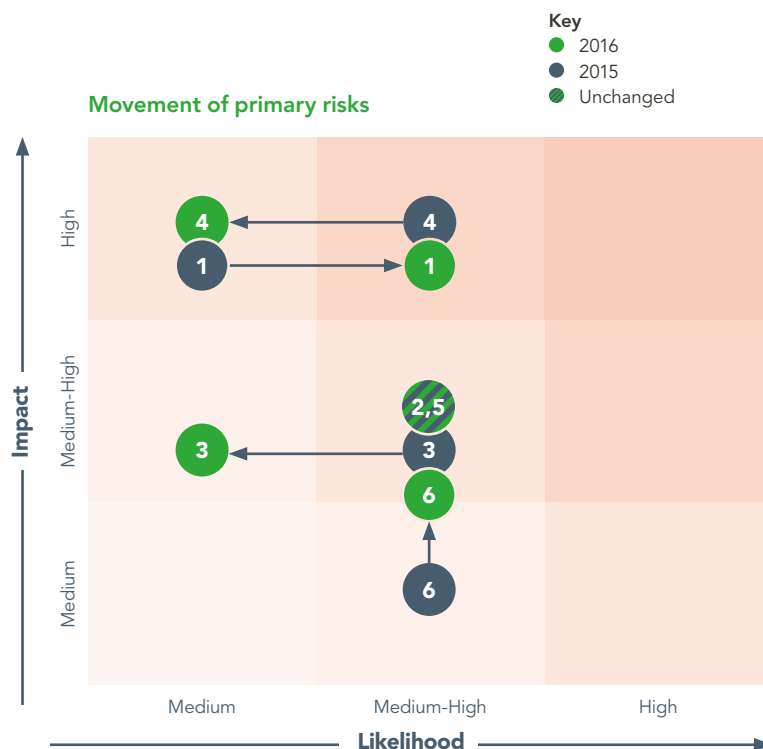 Key
2016
2015
Unchanged
Movement of primary risks
Impact
High
Medium-High
Medium
4
4
1
1
2,5
3
3
6
6
Medium
Medium-High
High
Likelihood